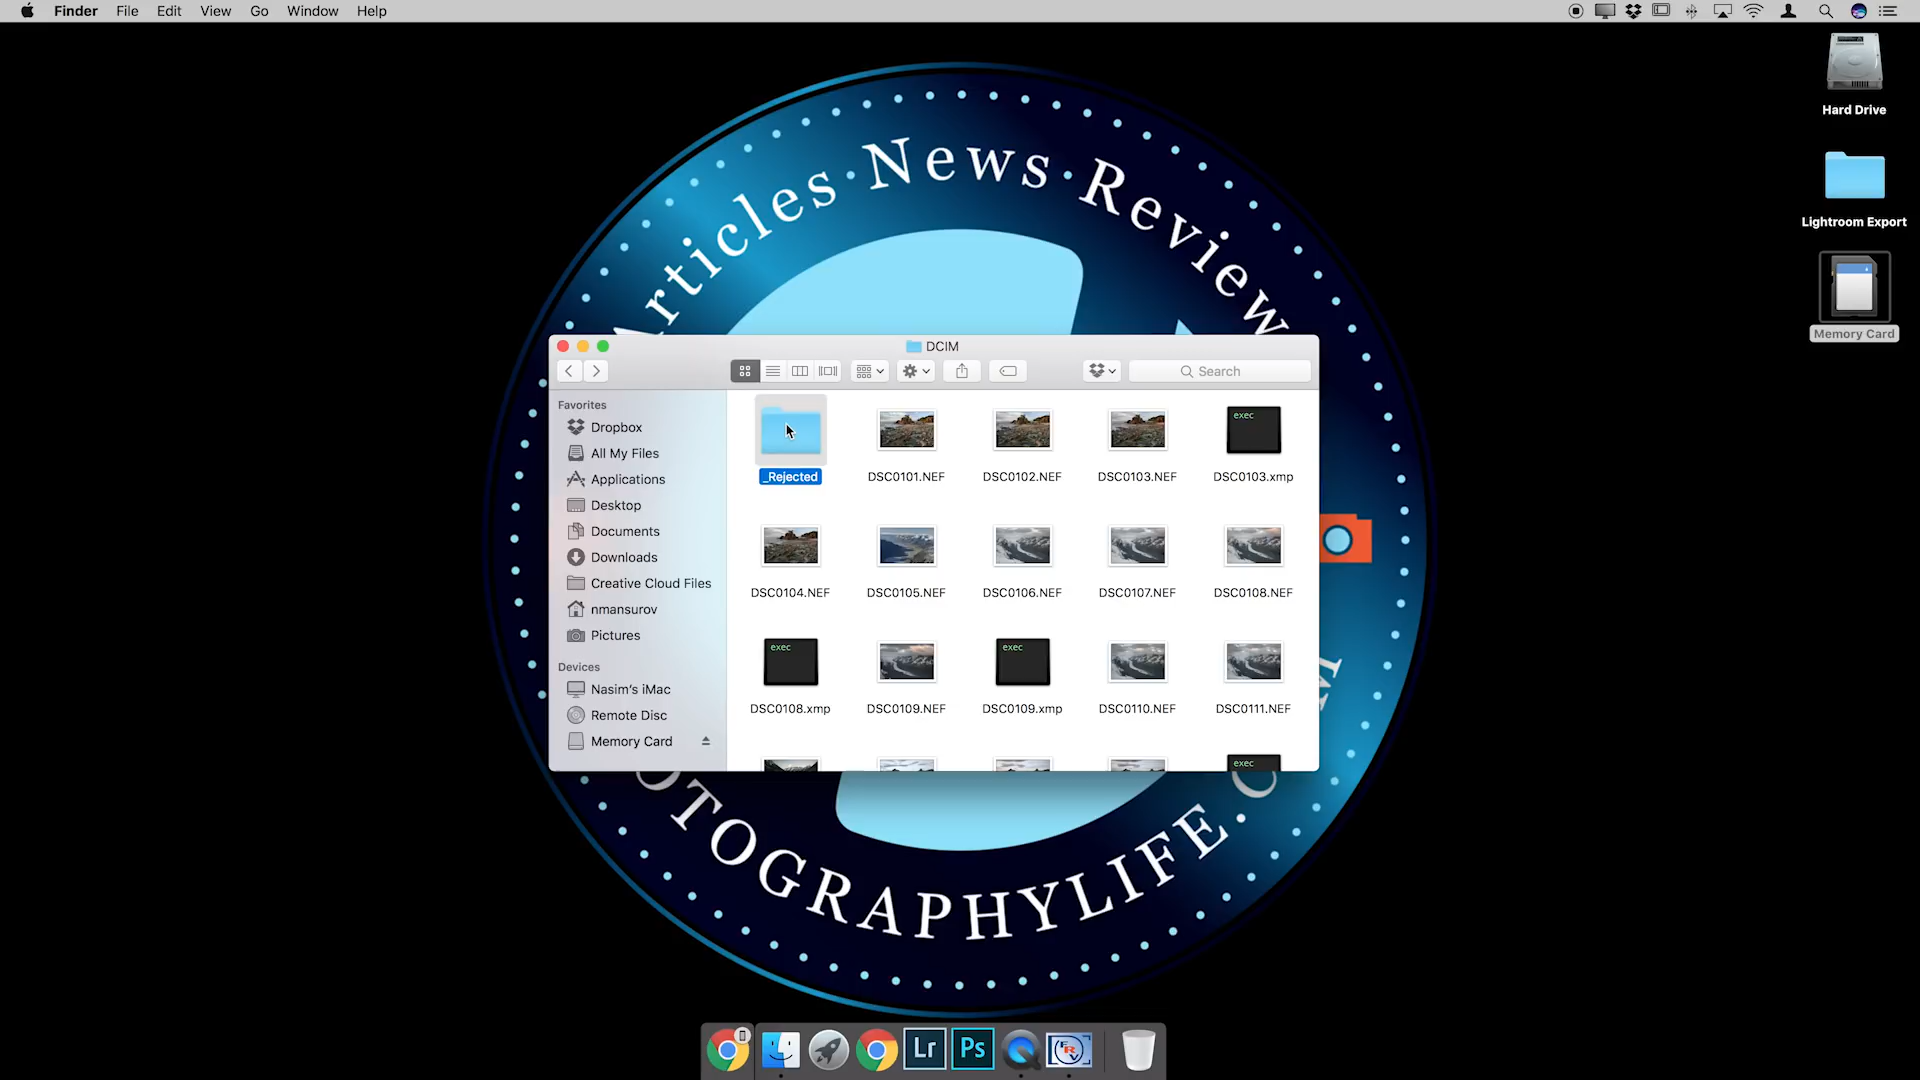 Finder File Edit View Go Window Help
Hard Drive
Lightroom Export
Memory Card
Articles · News · Reviews
DCIM
Search
Favorites
Dropbox
All My Files
Applications
Desktop
Documents
Downloads
Creative Cloud Files
nmansurov
Pictures
Devices
Nasim's iMac
Remote Disc
Memory Card
exec
_Rejected DSC0101.NEF DSC0102.NEF DSC0103.NEF DSC0103.xmp
DSC0104.NEF DSC0105.NEF DSC0106.NEF DSC0107.NEF DSC0108.NEF
exec exec
DSC0108.xmp DSC0109.NEF DSC0109.xmp DSC0110.NEF DSC0111.NEF
exec
OTOGRAPHYLIFE.C
Lr Ps FRV